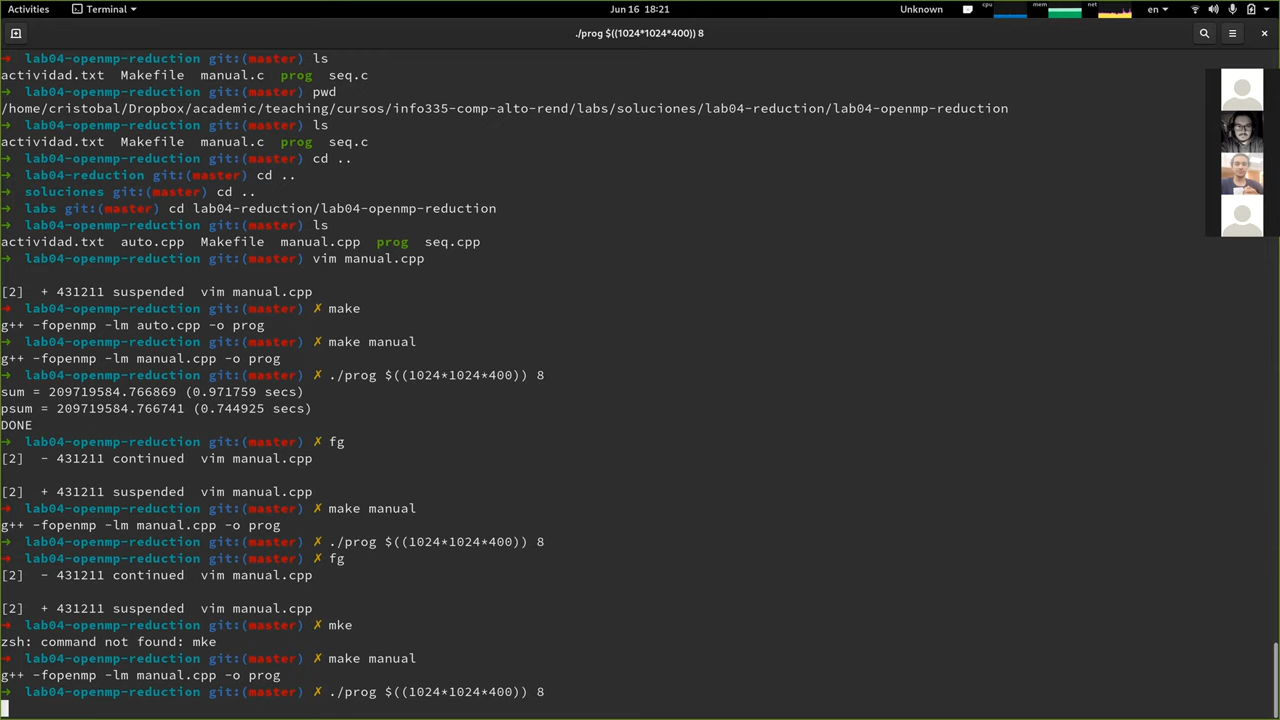 Activities
Terminal
Jun 16 18:21
Unknown
cpu
mem
net
en
./prog $((1024*1024*400)) 8
➜ lab04-openmp-reduction git:(master) ls
actividad.txt Makefile manual.c prog seq.c
➜ lab04-openmp-reduction git:(master) pwd
/home/cristobal/Dropbox/academic/teaching/cursos/info335-comp-alto-rend/labs/soluciones/lab04-reduction/lab04-openmp-reduction
➜ lab04-openmp-reduction git:(master) ls
actividad.txt Makefile manual.c prog seq.c
➜ lab04-openmp-reduction git:(master) cd ..
➜ lab04-reduction git:(master) cd ..
➜ soluciones git:(master) cd ..
➜ labs git:(master) cd lab04-reduction/lab04-openmp-reduction
➜ lab04-openmp-reduction git:(master) ls
actividad.txt auto.cpp Makefile manual.cpp prog seq.cpp
➜ lab04-openmp-reduction git:(master) vim manual.cpp
[2] + 431211 suspended vim manual.cpp
➜ lab04-openmp-reduction git:(master) ✗ make
g++ -fopenmp -lm auto.cpp -o prog
➜ lab04-openmp-reduction git:(master) ✗ make manual
g++ -fopenmp -lm manual.cpp -o prog
➜ lab04-openmp-reduction git:(master) ✗ ./prog $((1024*1024*400)) 8
sum = 209719584.766869 (0.971759 secs)
psum = 209719584.766741 (0.744925 secs)
DONE
➜ lab04-openmp-reduction git:(master) ✗ fg
[2] - 431211 continued vim manual.cpp
[2] + 431211 suspended vim manual.cpp
➜ lab04-openmp-reduction git:(master) ✗ make manual
g++ -fopenmp -lm manual.cpp -o prog
➜ lab04-openmp-reduction git:(master) ✗ ./prog $((1024*1024*400)) 8
➜ lab04-openmp-reduction git:(master) ✗ fg
[2] - 431211 continued vim manual.cpp
[2] + 431211 suspended vim manual.cpp
➜ lab04-openmp-reduction git:(master) ✗ mke
zsh: command not found: mke
➜ lab04-openmp-reduction git:(master) ✗ make manual
g++ -fopenmp -lm manual.cpp -o prog
➜ lab04-openmp-reduction git:(master) ✗ ./prog $((1024*1024*400)) 8